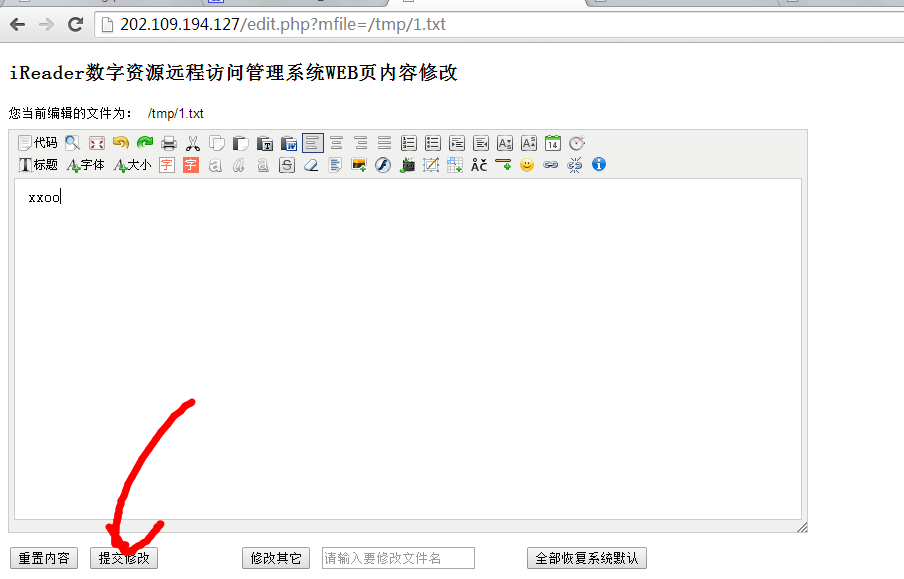 202.109.194.127/edit.php?mfile=/tmp/1.txt
iReader数字资源远程访问管理系统WEB页内容修改
您当前编辑的文件为： /tmp/1.txt
代码 14
标题 字体 大小 字 字
xxoo
重置内容 提交修改 修改其它 请输入要修改文件名 全部恢复系统默认